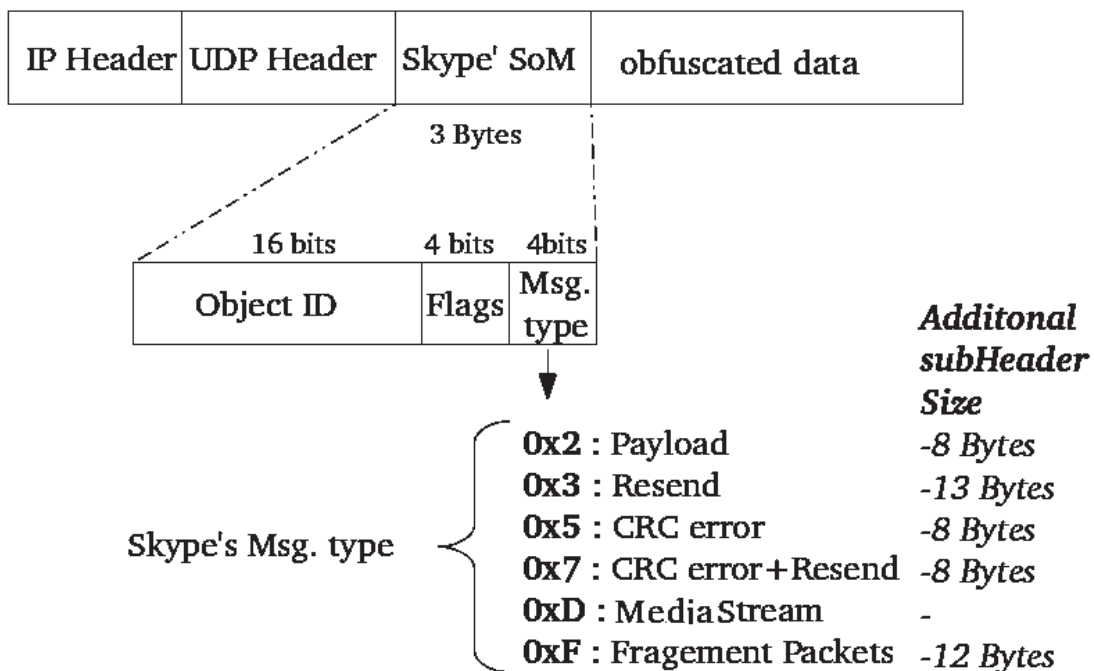 IP Header UDP Header Skype' SoM obfuscated data
3 Bytes
16 bits 4 bits 4bits
Object ID Flags Msg. type
Additonal
subHeader
Size
0x2 : Payload -8 Bytes
0x3 : Resend -13 Bytes
0x5 : CRC error -8 Bytes
Skype's Msg. type
0x7 : CRC error+Resend -8 Bytes
0xD : MediaStream -
0xF : Fragement Packets -12 Bytes